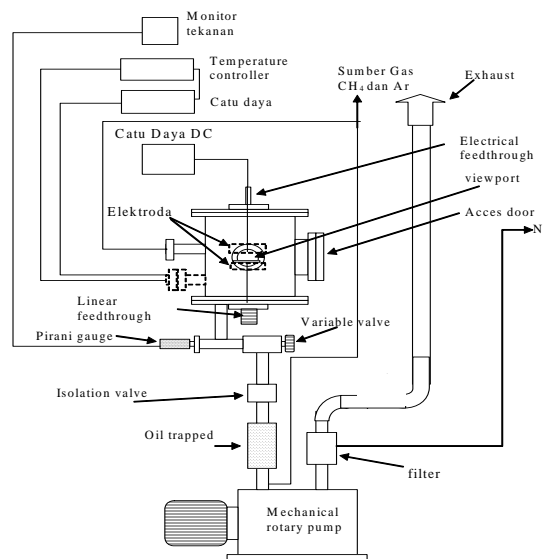 Monitor
tekanan
Temperature
controller
Catu daya
Catu Daya DC
Sumber Gas
CH4 dan Ar
Exhaust
Electrical
feedthrough
viewport
Elektroda
Acces door
N
Linear
feedthrough
Variable valve
Pirani gauge
Isolation valve
Oil trapped
filter
Mechanical
rotary pump